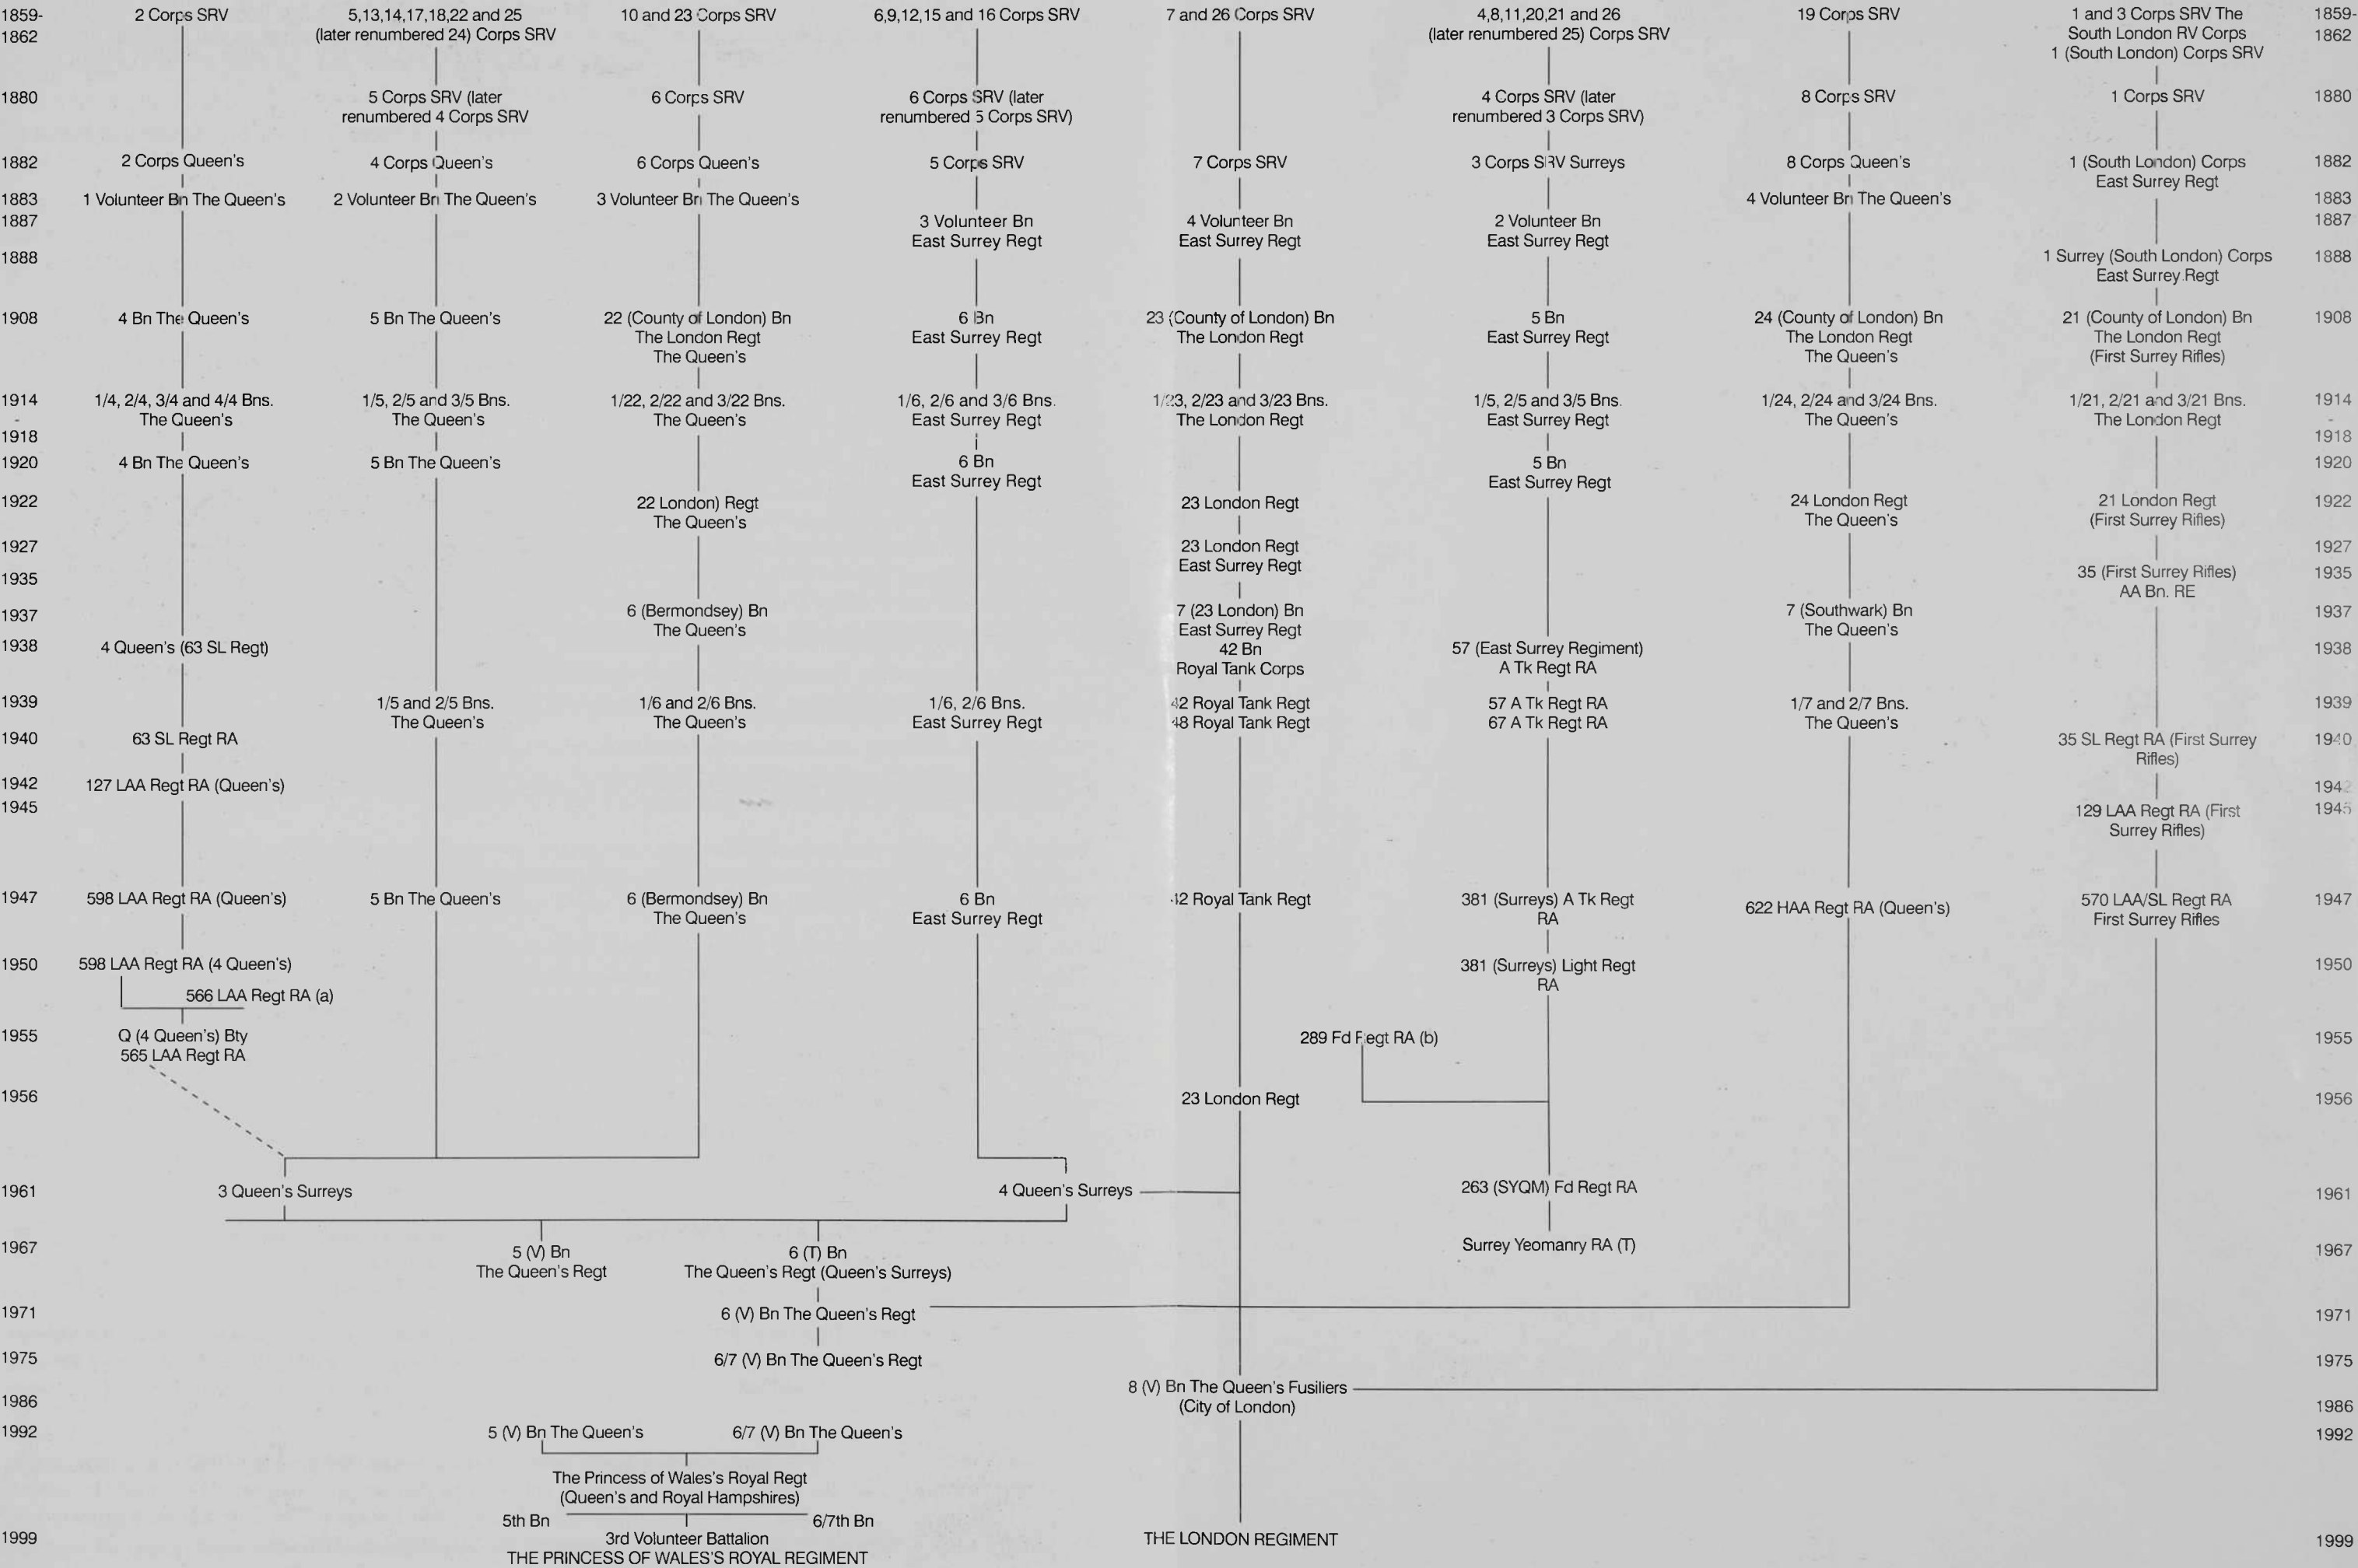 1859-
1862
2 Corps SRV
5,13,14,17,18,22 and 25
(later renumbered 24) Corps SRV
10 and 23 Corps SRV
6,9,12,15 and 16 Corps SRV
7 and 26 Corps SRV
4,8,11,20,21 and 26
(later renumbered 25) Corps SRV
19 Corps SRV
1 and 3 Corps SRV The
South London RV Corps
1 (South London) Corps SRV
1859-
1862
1880
5 Corps SRV (later
renumbered 4 Corps SRV
6 Corps SRV
6 Corps SRV (later
renumbered 5 Corps SRV)
4 Corps SRV (later
renumbered 3 Corps SRV)
8 Corps SRV
1 Corps SRV
1880
1882
2 Corps Queen's
4 Corps Queen's
6 Corps Queen's
5 Corps SRV
7 Corps SRV
3 Corps SRV Surreys
8 Corps Queen's
1 (South London) Corps
East Surrey Regt
1882
1883
1 Volunteer Bn The Queen's
2 Volunteer Bn The Queen's
3 Volunteer Bn The Queen's
4 Volunteer Bn The Queen's
1883
1887
3 Volunteer Bn
East Surrey Regt
4 Volunteer Bn
East Surrey Regt
2 Volunteer Bn
East Surrey Regt
1887
1888
1 Surrey (South London) Corps
East Surrey Regt
1888
1908
4 Bn The Queen's
5 Bn The Queen's
22 (County of London) Bn
The London Regt
The Queen's
6 Bn
East Surrey Regt
23 (County of London) Bn
The London Regt
5 Bn
East Surrey Regt
24 (County of London) Bn
The London Regt
The Queen's
21 (County of London) Bn
The London Regt
(First Surrey Rifles)
1908
1914
-
1918
1/4, 2/4, 3/4 and 4/4 Bns.
The Queen's
1/5, 2/5 and 3/5 Bns.
The Queen's
1/22, 2/22 and 3/22 Bns.
The Queen's
1/6, 2/6 and 3/6 Bns.
East Surrey Regt
1/23, 2/23 and 3/23 Bns.
The London Regt
1/5, 2/5 and 3/5 Bns.
East Surrey Regt
1/24, 2/24 and 3/24 Bns.
The Queen's
1/21, 2/21 and 3/21 Bns.
The London Regt
1914
-
1918
1920
4 Bn The Queen's
5 Bn The Queen's
6 Bn
East Surrey Regt
5 Bn
East Surrey Regt
1920
1922
22 London) Regt
The Queen's
23 London Regt
24 London Regt
The Queen's
21 London Regt
(First Surrey Rifles)
1922
1927
23 London Regt
East Surrey Regt
1927
1935
35 (First Surrey Rifles)
AA Bn. RE
1935
1937
6 (Bermondsey) Bn
The Queen's
7 (23 London) Bn
East Surrey Regt
7 (Southwark) Bn
The Queen's
1937
1938
4 Queen's (63 SL Regt)
42 Bn
Royal Tank Corps
57 (East Surrey Regiment)
A Tk Regt RA
1938
1939
1/5 and 2/5 Bns.
The Queen's
1/6 and 2/6 Bns.
The Queen's
1/6, 2/6 Bns.
East Surrey Regt
42 Royal Tank Regt
48 Royal Tank Regt
57 A Tk Regt RA
67 A Tk Regt RA
1/7 and 2/7 Bns.
The Queen's
1939
1940
63 SL Regt RA
35 SL Regt RA (First Surrey
Rifles)
1940
1942
127 LAA Regt RA (Queen's)
1942
1945
129 LAA Regt RA (First
Surrey Rifles)
1945
1947
598 LAA Regt RA (Queen's)
5 Bn The Queen's
6 (Bermondsey) Bn
The Queen's
6 Bn
East Surrey Regt
42 Royal Tank Regt
381 (Surreys) A Tk Regt
RA
622 HAA Regt RA (Queen's)
570 LAA/SL Regt RA
First Surrey Rifles
1947
1950
598 LAA Regt RA (4 Queen's)
566 LAA Regt RA (a)
381 (Surreys) Light Regt
RA
1950
1955
Q (4 Queen's) Bty
565 LAA Regt RA
289 Fd Regt RA (b)
1955
1956
23 London Regt
1956
1961
3 Queen's Surreys
4 Queen's Surreys
263 (SYQM) Fd Regt RA
1961
1967
5 (V) Bn
The Queen's Regt
6 (T) Bn
The Queen's Regt (Queen's Surreys)
Surrey Yeomanry RA (T)
1967
1971
6 (V) Bn The Queen's Regt
1971
1975
6/7 (V) Bn The Queen's Regt
1975
1986
8 (V) Bn The Queen's Fusiliers
(City of London)
1986
1992
5 (V) Bn The Queen's
6/7 (V) Bn The Queen's
1992
The Princess of Wales's Royal Regt
(Queen's and Royal Hampshires)
5th Bn
6/7th Bn
1999
3rd Volunteer Battalion
THE PRINCESS OF WALES'S ROYAL REGIMENT
THE LONDON REGIMENT
1999